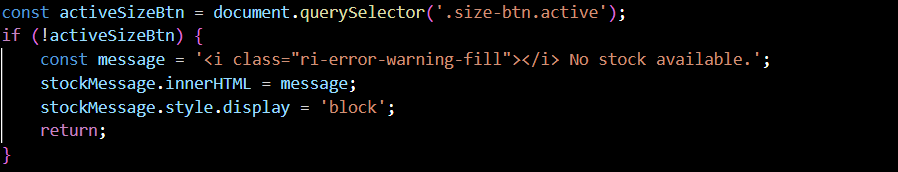 const activeSizeBtn = document.querySelector('.size-btn.active');
if (!activeSizeBtn) {
    const message = '<i class="ri-error-warning-fill"></i> No stock available.';
    stockMessage.innerHTML = message;
    stockMessage.style.display = 'block';
    return;
}